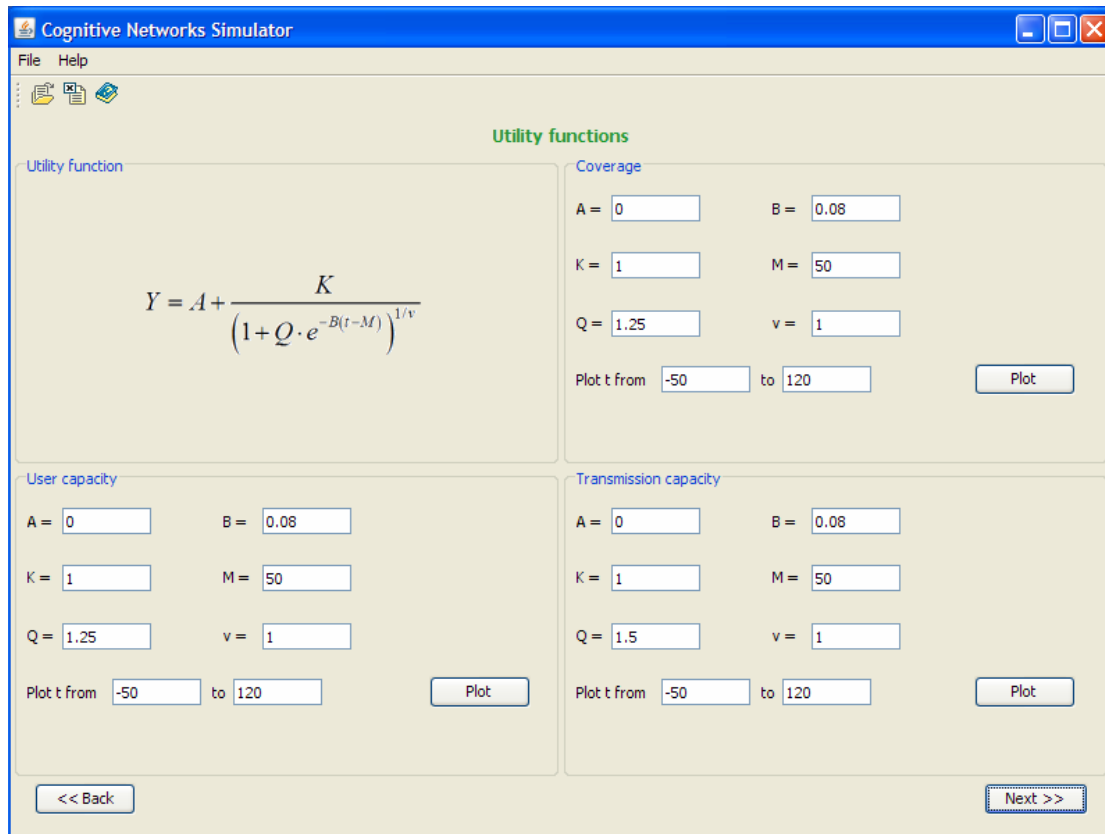 Cognitive Networks Simulator
File Help
Utility functions
Utility function
Y = A + K / (1 + Q · e^{-B(t-M)})^{1/v}
Coverage
A = 0 B = 0.08
K = 1 M = 50
Q = 1.25 v = 1
Plot t from -50 to 120 Plot
User capacity
A = 0 B = 0.08
K = 1 M = 50
Q = 1.25 v = 1
Plot t from -50 to 120 Plot
Transmission capacity
A = 0 B = 0.08
K = 1 M = 50
Q = 1.5 v = 1
Plot t from -50 to 120 Plot
<< Back Next >>